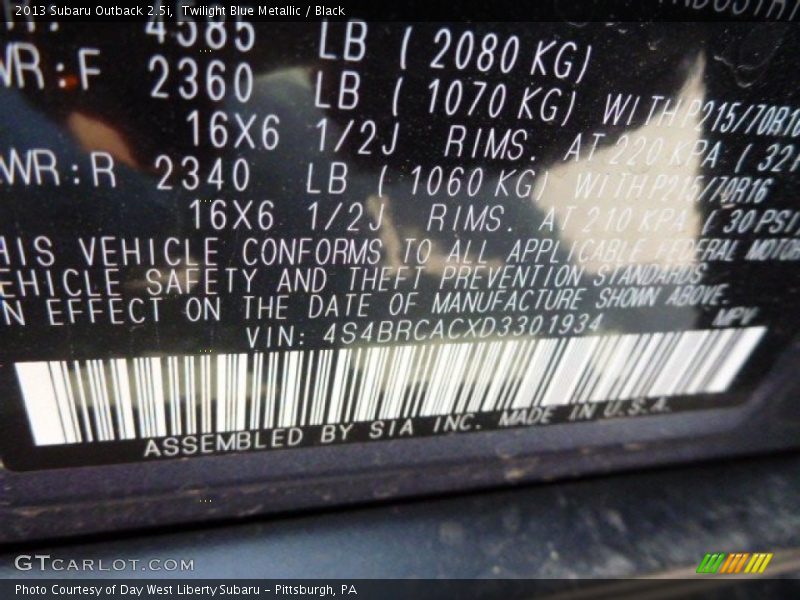 2013 Subaru Outback 2.5i, Twilight Blue Metallic / Black
4585 LB ( 2080 KG)
WR:F 2360 LB ( 1070 KG) WITH P215/70R16
16X6 1/2J RIMS. AT 220 KPA ( 32
WR:R 2340 LB ( 1060 KG) WITH P215/70R16
16X6 1/2J RIMS. AT 210 KPA ( 30 PSI)
HIS VEHICLE CONFORMS TO ALL APPLICABLE FEDERAL MOTOR
EHICLE SAFETY AND THEFT PREVENTION STANDARDS
N EFFECT ON THE DATE OF MANUFACTURE SHOWN ABOVE.
VIN: 4S4BRCACXD3301934 MPV
ASSEMBLED BY SIA INC. MADE IN U.S.A.
GTCARLOT.COM
Photo Courtesy of Day West Liberty Subaru - Pittsburgh, PA